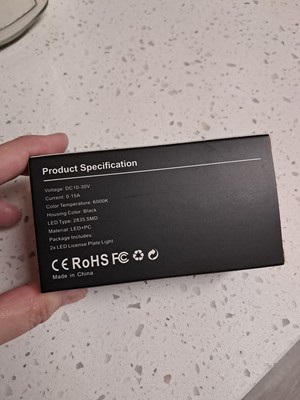 Product Specification
Voltage: DC10-30V
Current: 0.15A
Color Temperature: 6000K
Housing Color: Black
LED Type: 2835 SMD
Material: LED+PC
Package Includes:
2x LED License Plate Light
CE RoHS FC
Made in China